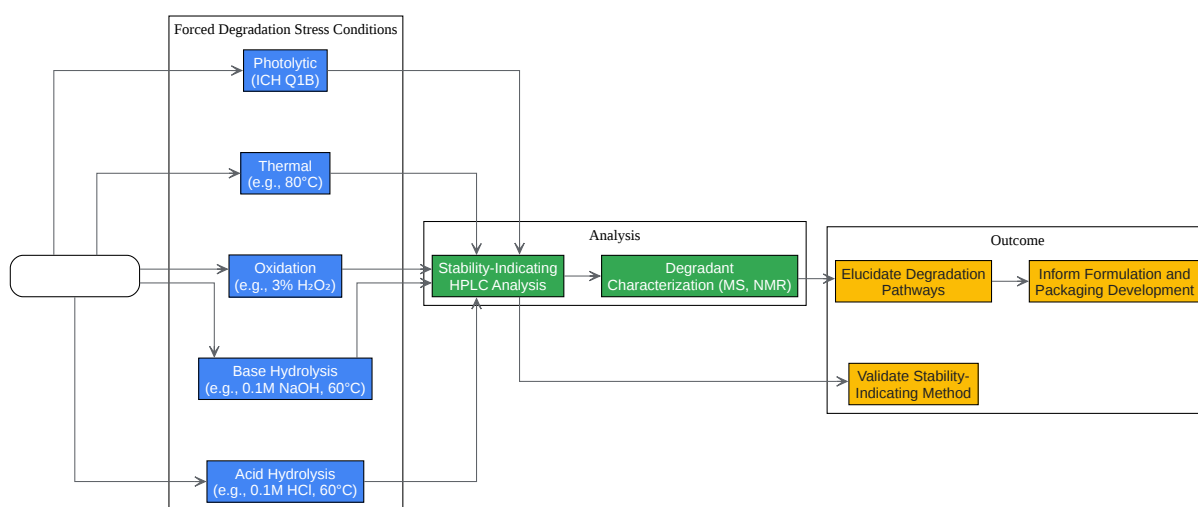 Forced Degradation Stress Conditions
Photolytic
(ICH Q1B)
Thermal
(e.g., 80°C)
Oxidation
(e.g., 3% H₂O₂)
Base Hydrolysis
(e.g., 0.1M NaOH, 60°C)
Acid Hydrolysis
(e.g., 0.1M HCl, 60°C)
Analysis
Stability-Indicating
HPLC Analysis
Degradant
Characterization (MS, NMR)
Outcome
Elucidate Degradation
Pathways
Inform Formulation and
Packaging Development
Validate Stability-
Indicating Method